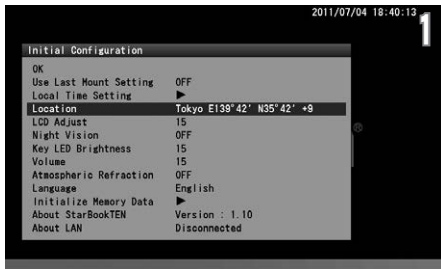 2011/07/04 18:40:13
1
Initial Configuration
OK
Use Last Mount Setting OFF
Local Time Setting ▶
Location Tokyo E139°42' N35°42' +9
LCD Adjust 15
Night Vision OFF
Key LED Brightness 15
Volume 15
Atmospheric Refraction OFF
Language English
Initialize Memory Data ▶
About StarBookTEN Version : 1.10
About LAN Disconnected
®